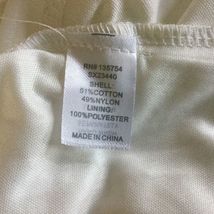 RN# 135754
SX23440
SHELL:
51%COTTON
49%NYLON
LINING:
100%POLYESTER
MADE IN CHINA